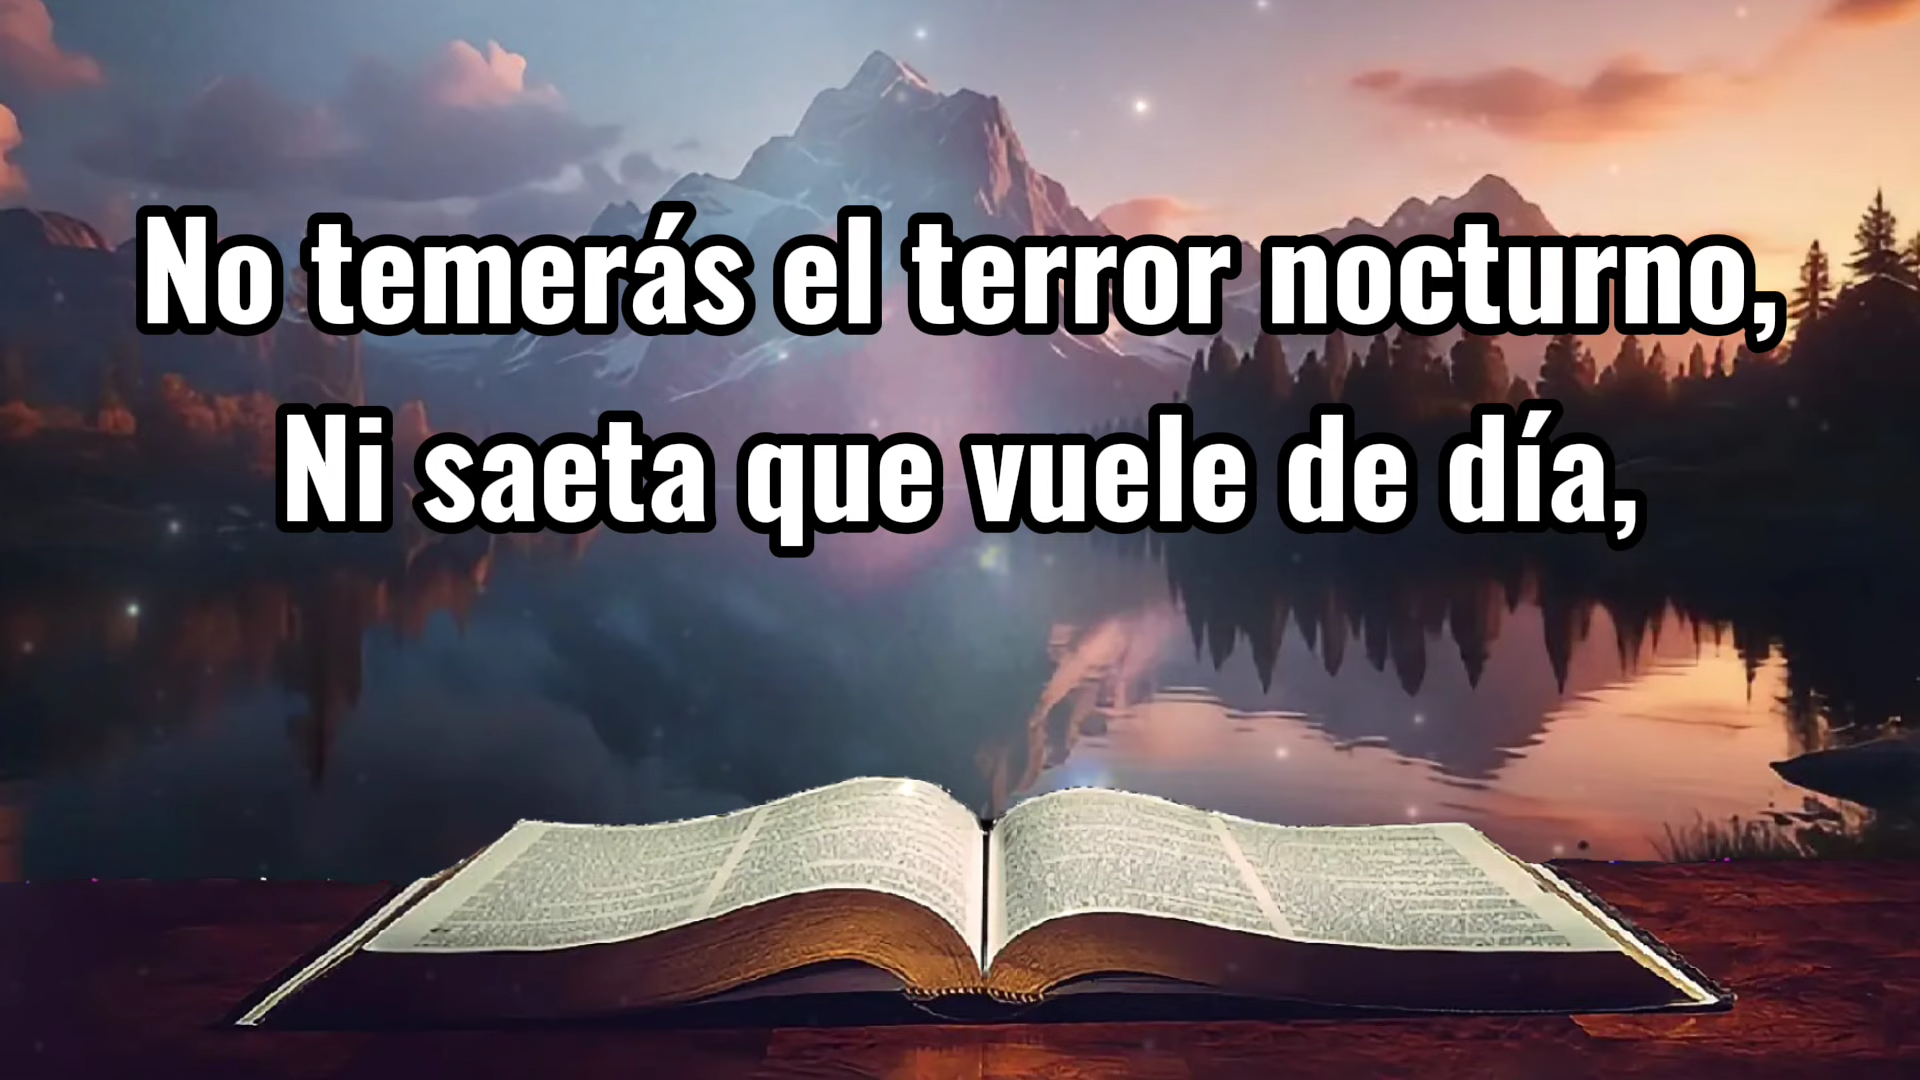 No temerás el terror nocturno,
Ni saeta que vuele de día,